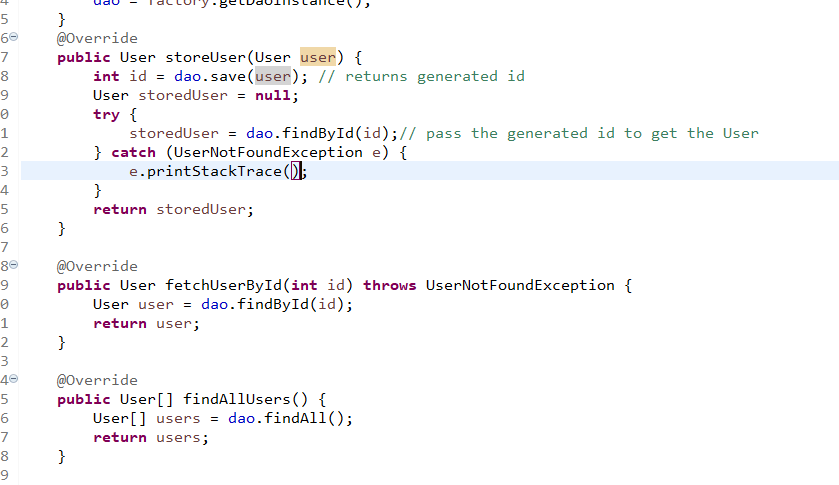 4 dao = factory.getDaoInstance();
5 }
6 @Override
7 public User storeUser(User user) {
8 int id = dao.save(user); // returns generated id
9 User storedUser = null;
0 try {
1 storedUser = dao.findById(id);// pass the generated id to get the User
2 } catch (UserNotFoundException e) {
3 e.printStackTrace();
4 }
5 return storedUser;
6 }
7
8 @Override
9 public User fetchUserById(int id) throws UserNotFoundException {
0 User user = dao.findById(id);
1 return user;
2 }
3
4 @Override
5 public User[] findAllUsers() {
6 User[] users = dao.findAll();
7 return users;
8 }
9